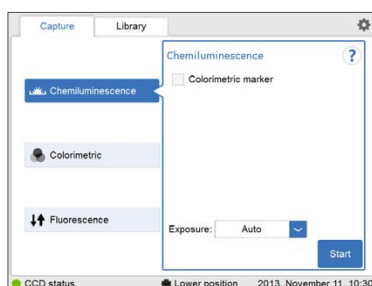 Capture Library
Chemiluminescence
?
Colorimetric marker
Chemiluminescence
Colorimetric
Fluorescence
Exposure: Auto
Start
CCD status Lower position 2013. November 11. 10:30